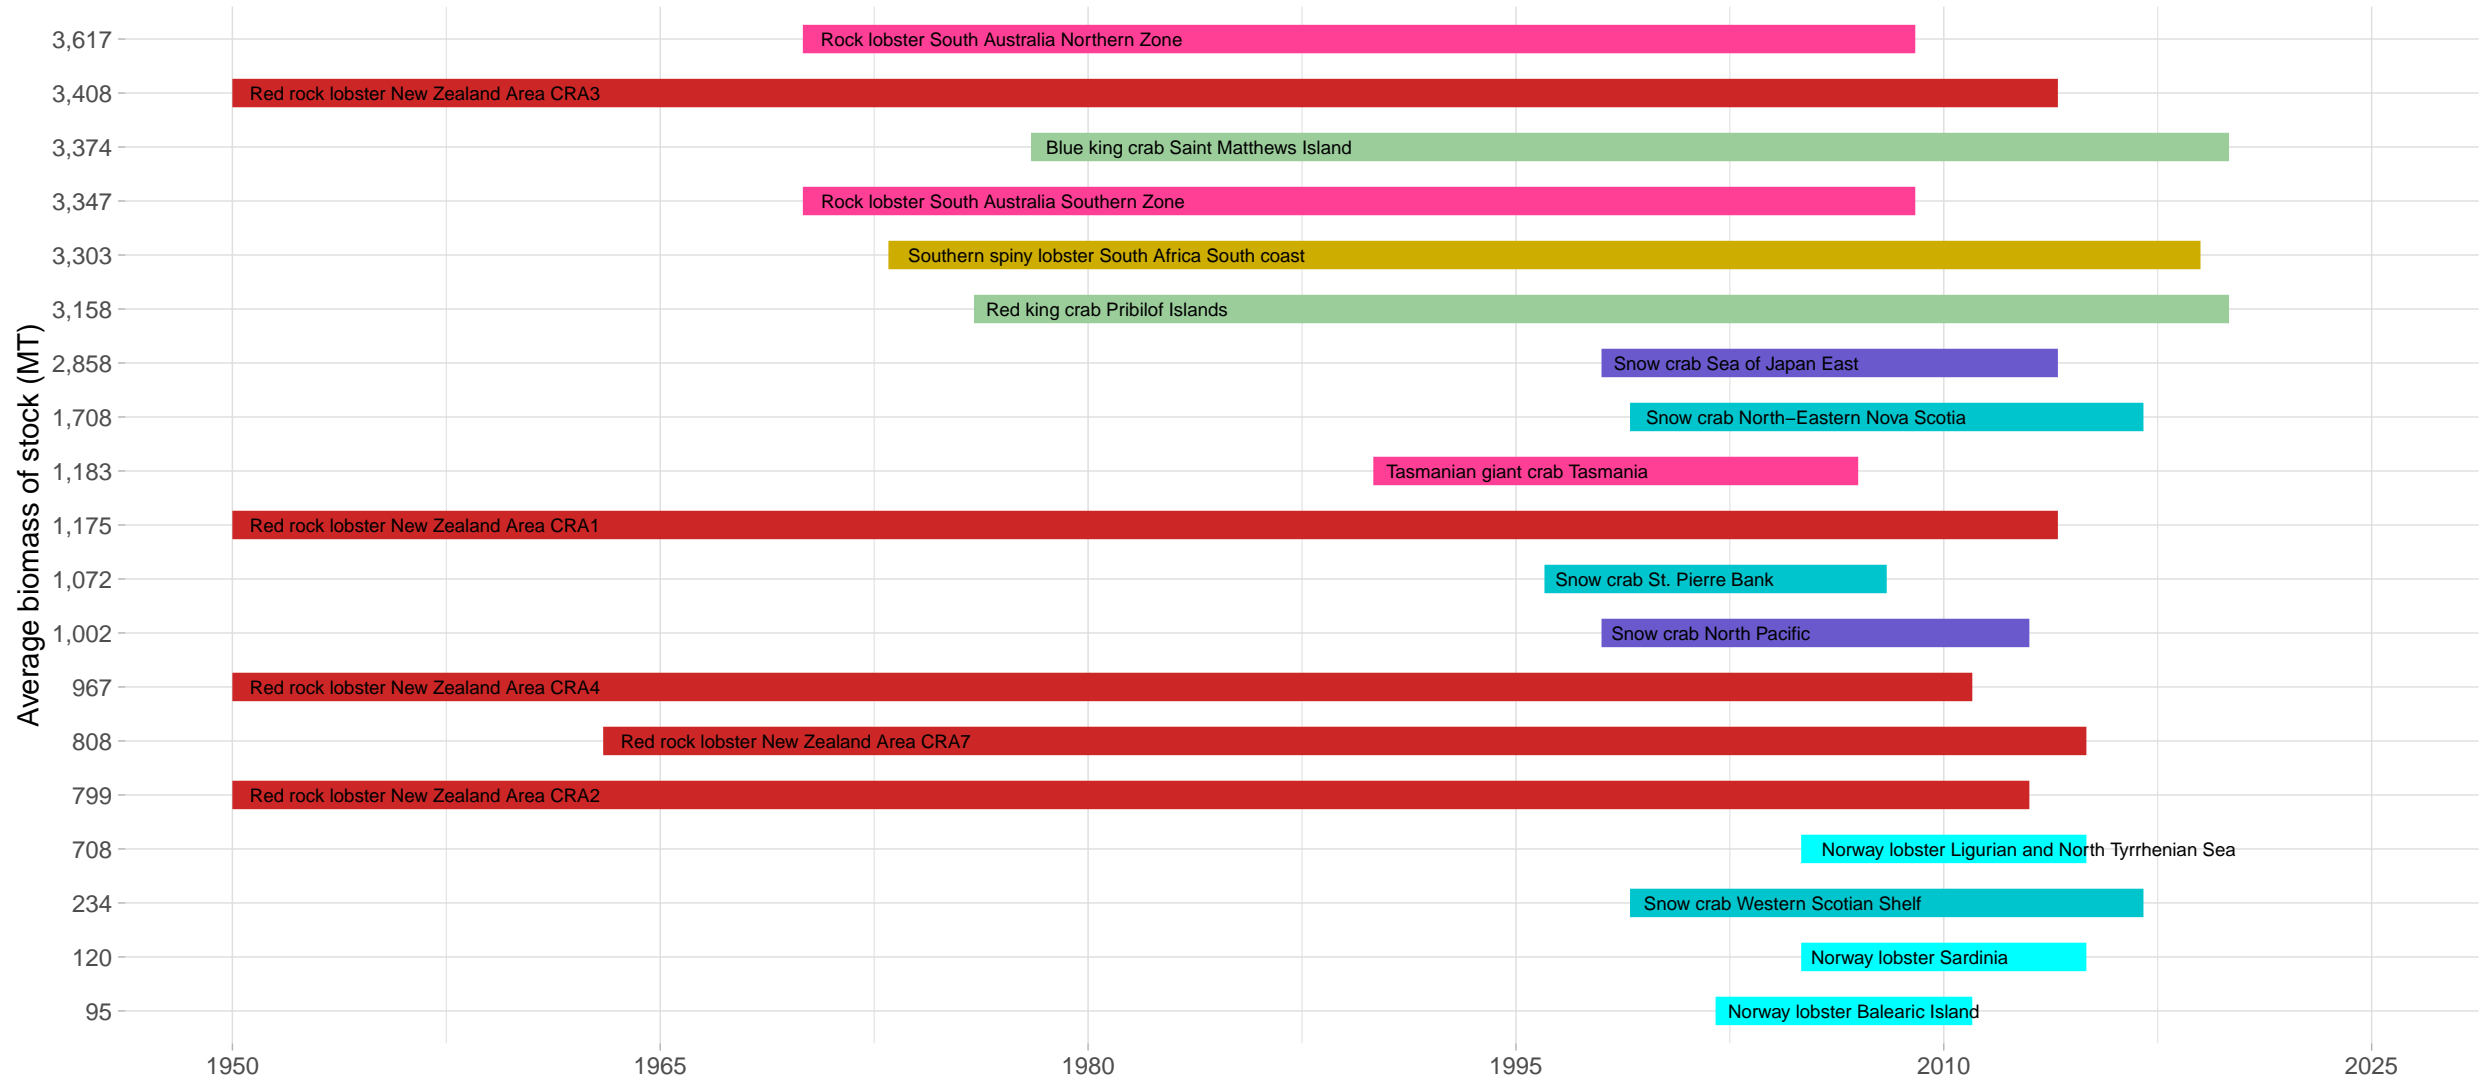 Average biomass of stock (MT)
3,617 Rock lobster South Australia Northern Zone
3,408 Red rock lobster New Zealand Area CRA3
3,374 Blue king crab Saint Matthews Island
3,347 Rock lobster South Australia Southern Zone
3,303 Southern spiny lobster South Africa South coast
3,158 Red king crab Pribilof Islands
2,858 Snow crab Sea of Japan East
1,708 Snow crab North−Eastern Nova Scotia
1,183 Tasmanian giant crab Tasmania
1,175 Red rock lobster New Zealand Area CRA1
1,072 Snow crab St. Pierre Bank
1,002 Snow crab North Pacific
967 Red rock lobster New Zealand Area CRA4
808 Red rock lobster New Zealand Area CRA7
799 Red rock lobster New Zealand Area CRA2
708 Norway lobster Ligurian and North Tyrrhenian Sea
234 Snow crab Western Scotian Shelf
120 Norway lobster Sardinia
95 Norway lobster Balearic Island
1950 1965 1980 1995 2010 2025